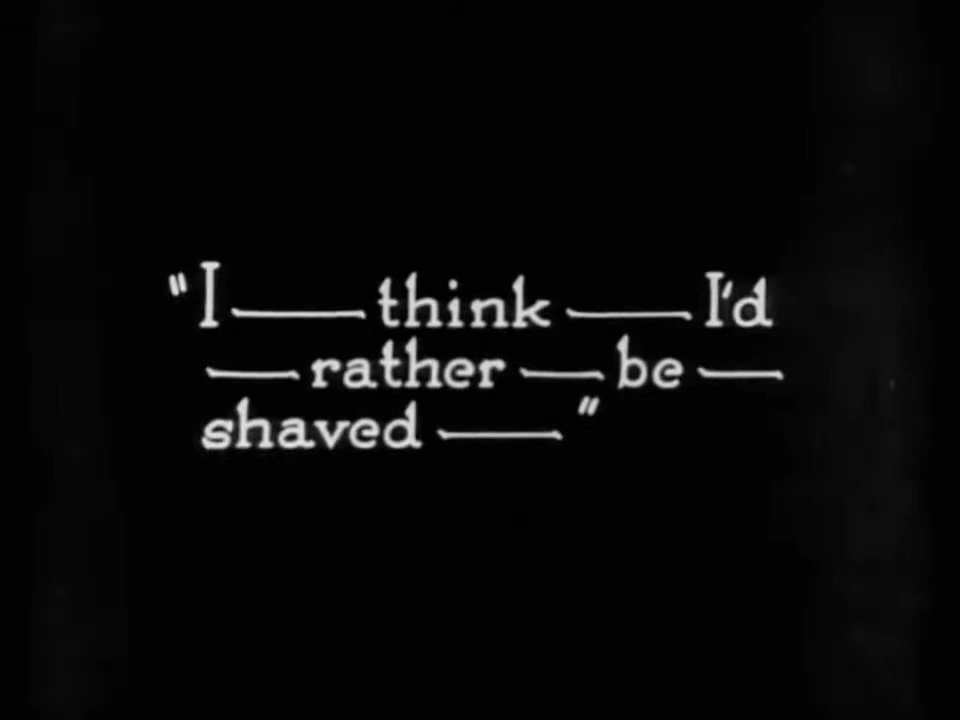 "I — think — I'd
— rather — be —
shaved — "